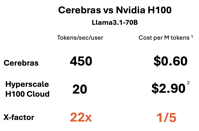 Cerebras vs Nvidia H100
Llama3.1-70B
Tokens/sec/user Cost per M tokens ¹
Cerebras 450 $0.60
Hyperscale H100 Cloud 20 $2.90 ²
X-factor 22x 1/5